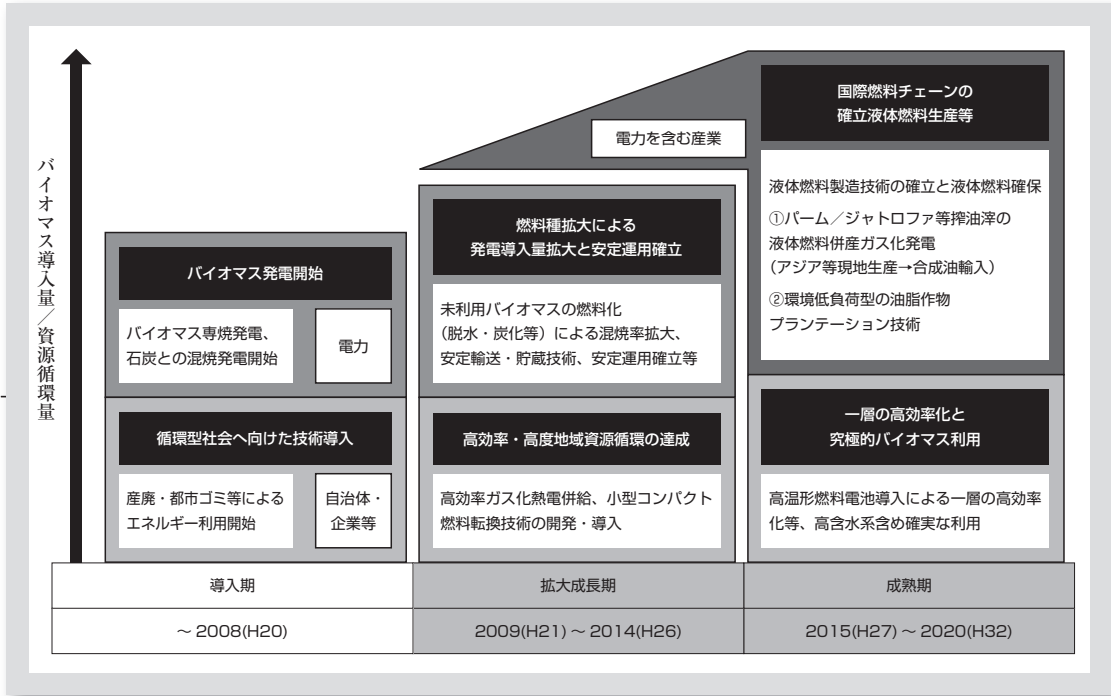 バイオマス導入量／資源循環量
バイオマス発電開始
バイオマス専焼発電、
石炭との混焼発電開始
電力
循環型社会へ向けた技術導入
産廃・都市ゴミ等による
エネルギー利用開始
自治体・
企業等
燃料種拡大による
発電導入量拡大と安定運用確立
未利用バイオマスの燃料化
（脱水・炭化等）による混焼率拡大、
安定輸送・貯蔵技術、安定運用確立等
高効率・高度地域資源循環の達成
高効率ガス化熱電併給、小型コンパクト
燃料転換技術の開発・導入
電力を含む産業
国際燃料チェーンの
確立液体燃料生産等
液体燃料製造技術の確立と液体燃料確保
①パーム／ジャトロファ等搾油滓の
液体燃料併産ガス化発電
（アジア等現地生産→合成油輸入）
②環境低負荷型の油脂作物
プランテーション技術
一層の高効率化と
究極的バイオマス利用
高温形燃料電池導入による一層の高効率
化等、高含水系含め確実な利用
導入期
拡大成長期
成熟期
～ 2008(H20)
2009(H21) ～ 2014(H26)
2015(H27) ～ 2020(H32)